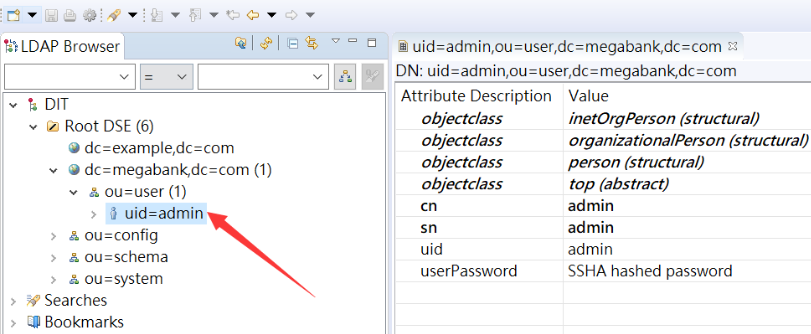 LDAP Browser
=
DIT
Root DSE (6)
dc=example,dc=com
dc=megabank,dc=com (1)
ou=user (1)
uid=admin
ou=config
ou=schema
ou=system
Searches
Bookmarks
uid=admin,ou=user,dc=megabank,dc=com
DN: uid=admin,ou=user,dc=megabank,dc=com
Attribute Description Value
objectclass inetOrgPerson (structural)
objectclass organizationalPerson (structural)
objectclass person (structural)
objectclass top (abstract)
cn admin
sn admin
uid admin
userPassword SSHA hashed password